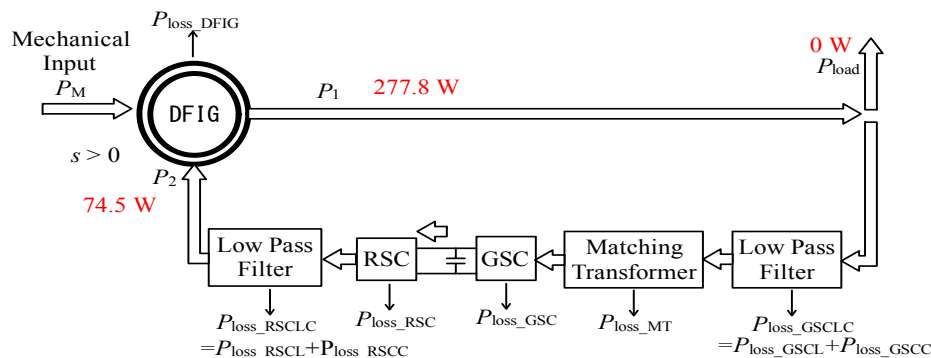 P_loss_DFIG
Mechanical
Input
P_M
DFIG
P_1
277.8 W
0 W
P_load
s > 0
P_2
74.5 W
Low Pass
Filter
RSC
GSC
Matching
Transformer
Low Pass
Filter
P_loss_RSCLC
=P_loss_RSCL+P_loss_RSCC
P_loss_RSC
P_loss_GSC
P_loss_MT
P_loss_GSCLC
=P_loss_GSCL+P_loss_GSCC